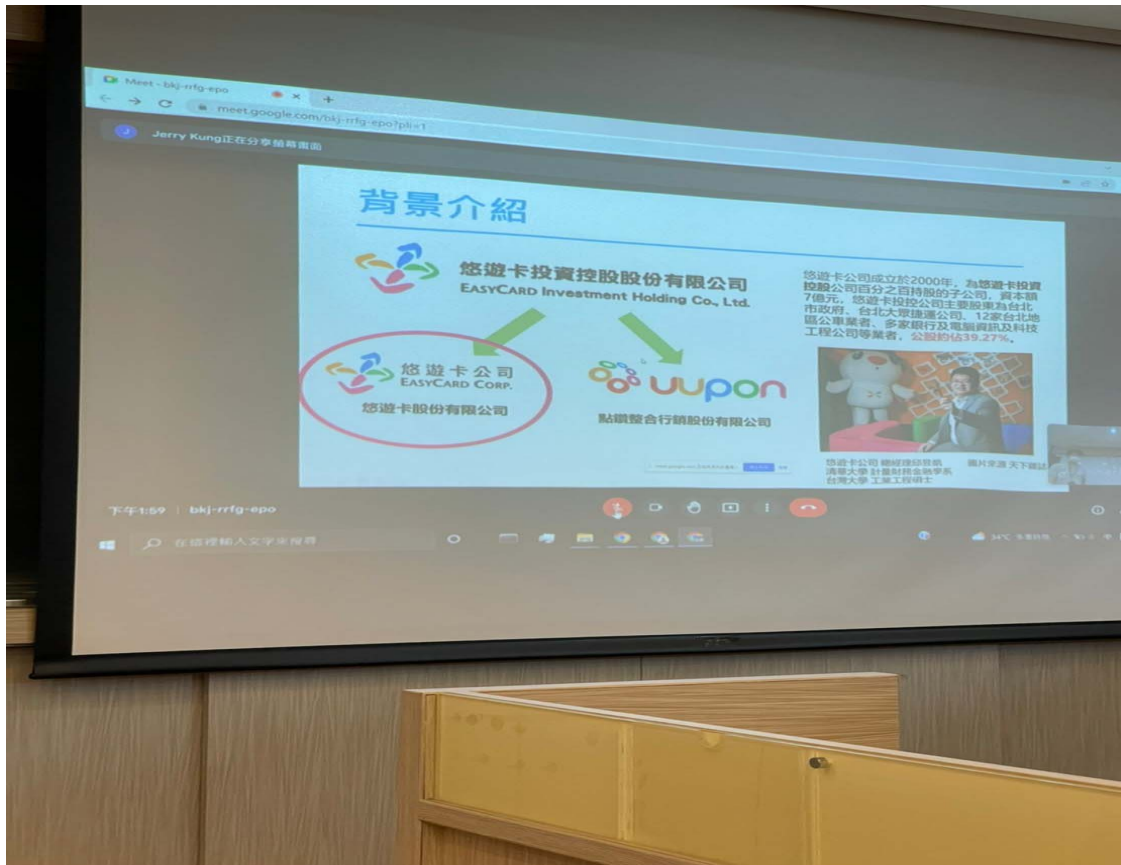 Meet - bkj-rrfg-epo
meet.google.com/bkj-rrfg-epo?pli=1
J Jerry Kung正在分享螢幕畫面
背景介紹
悠遊卡投資控股股份有限公司
EASYCARD Investment Holding Co., Ltd.
悠遊卡公司
EASYCARD CORP.
悠遊卡股份有限公司
uupon
點鑽整合行銷股份有限公司
悠遊卡公司成立於2000年，為悠遊卡投資
控股公司百分之百持股的子公司，資本額
7億元。悠遊卡投控公司主要股東為台北
市政府、台北大眾捷運公司、12家台北地
區公車業者、多家銀行及電腦資訊及科技
工程公司等業者，公股約佔39.27%。
悠遊卡公司 總經理
清華大學 計量財務金融學系
台灣大學 工業工程碩士
圖片來源 天下雜誌
下午1:59 | bkj-rrfg-epo
在這裡輸入文字來搜尋
34°C